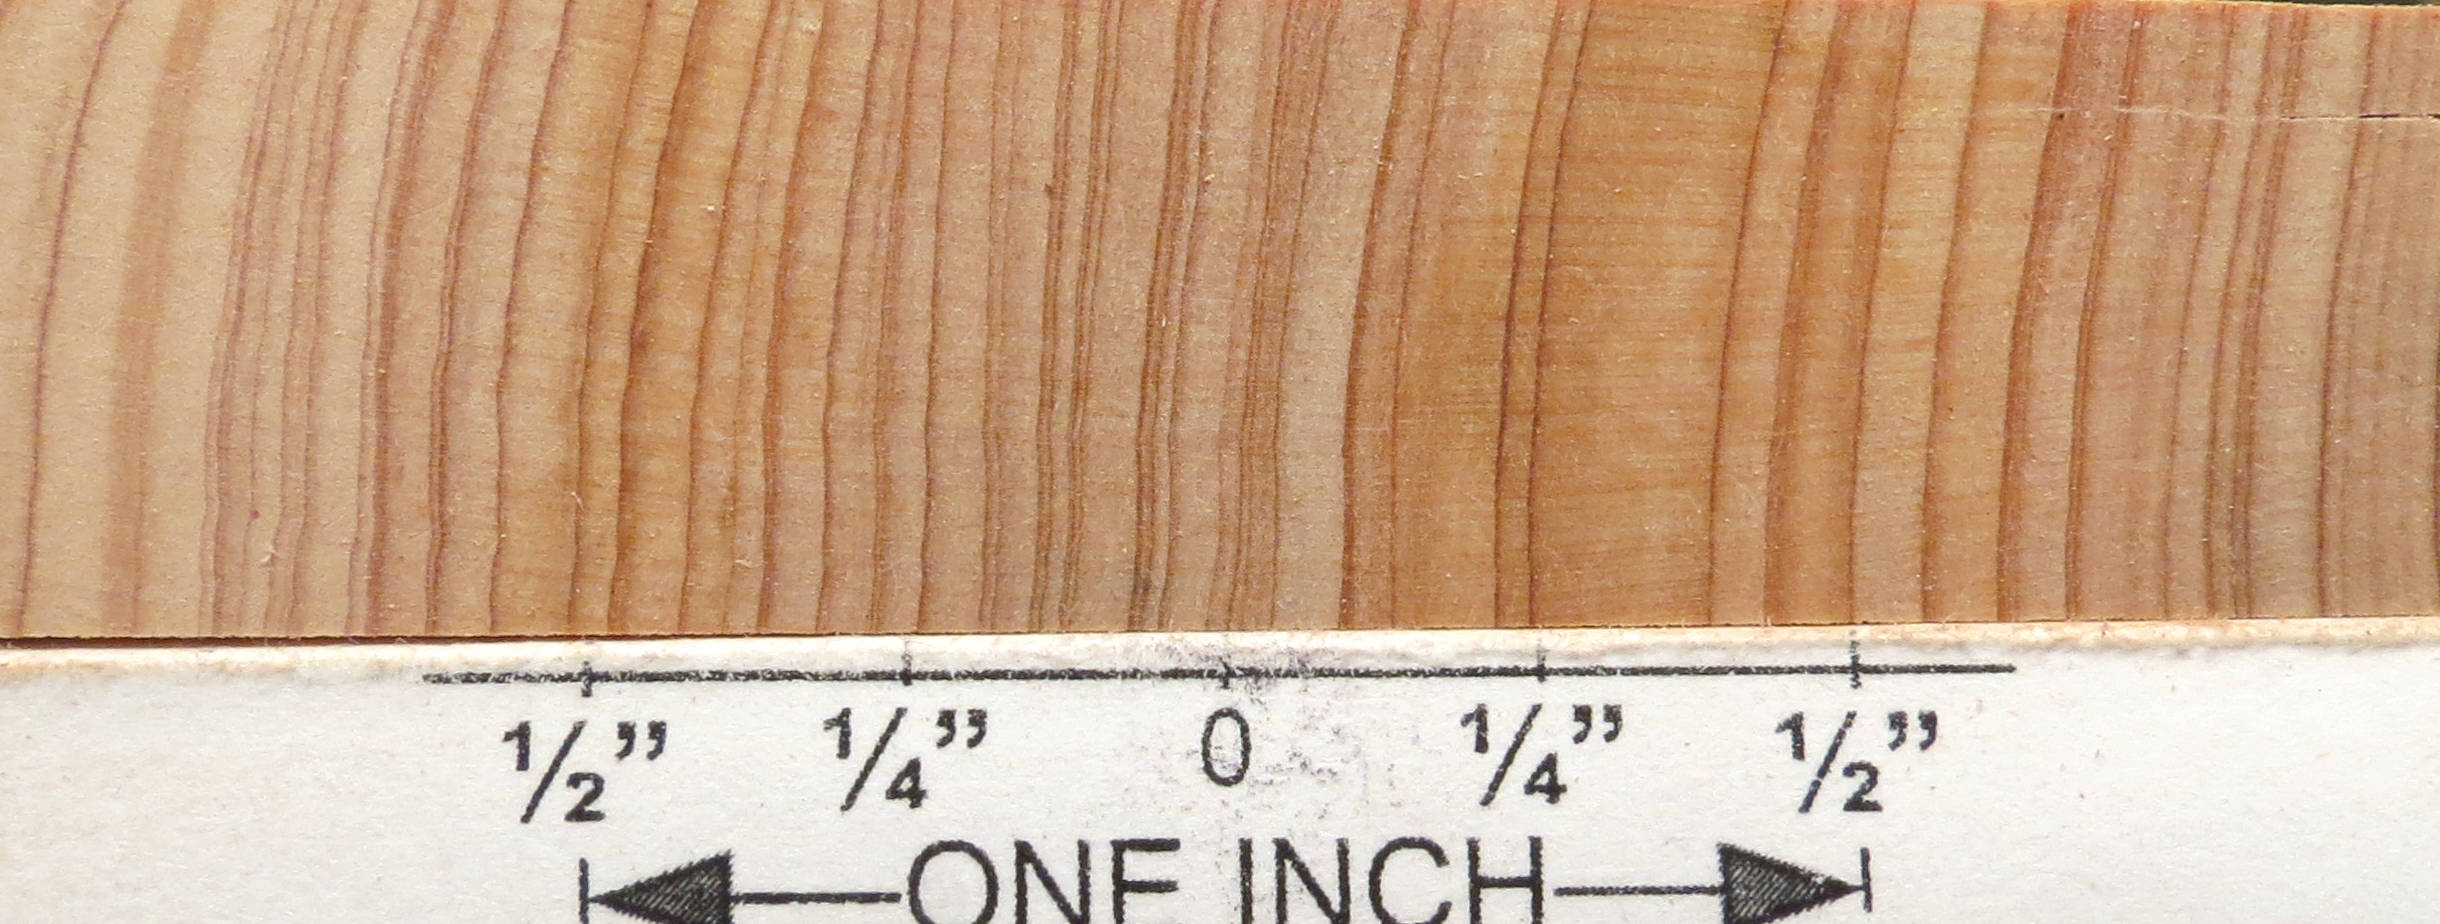 1/2” 1/4” 0 1/4” 1/2”
ONE INCH